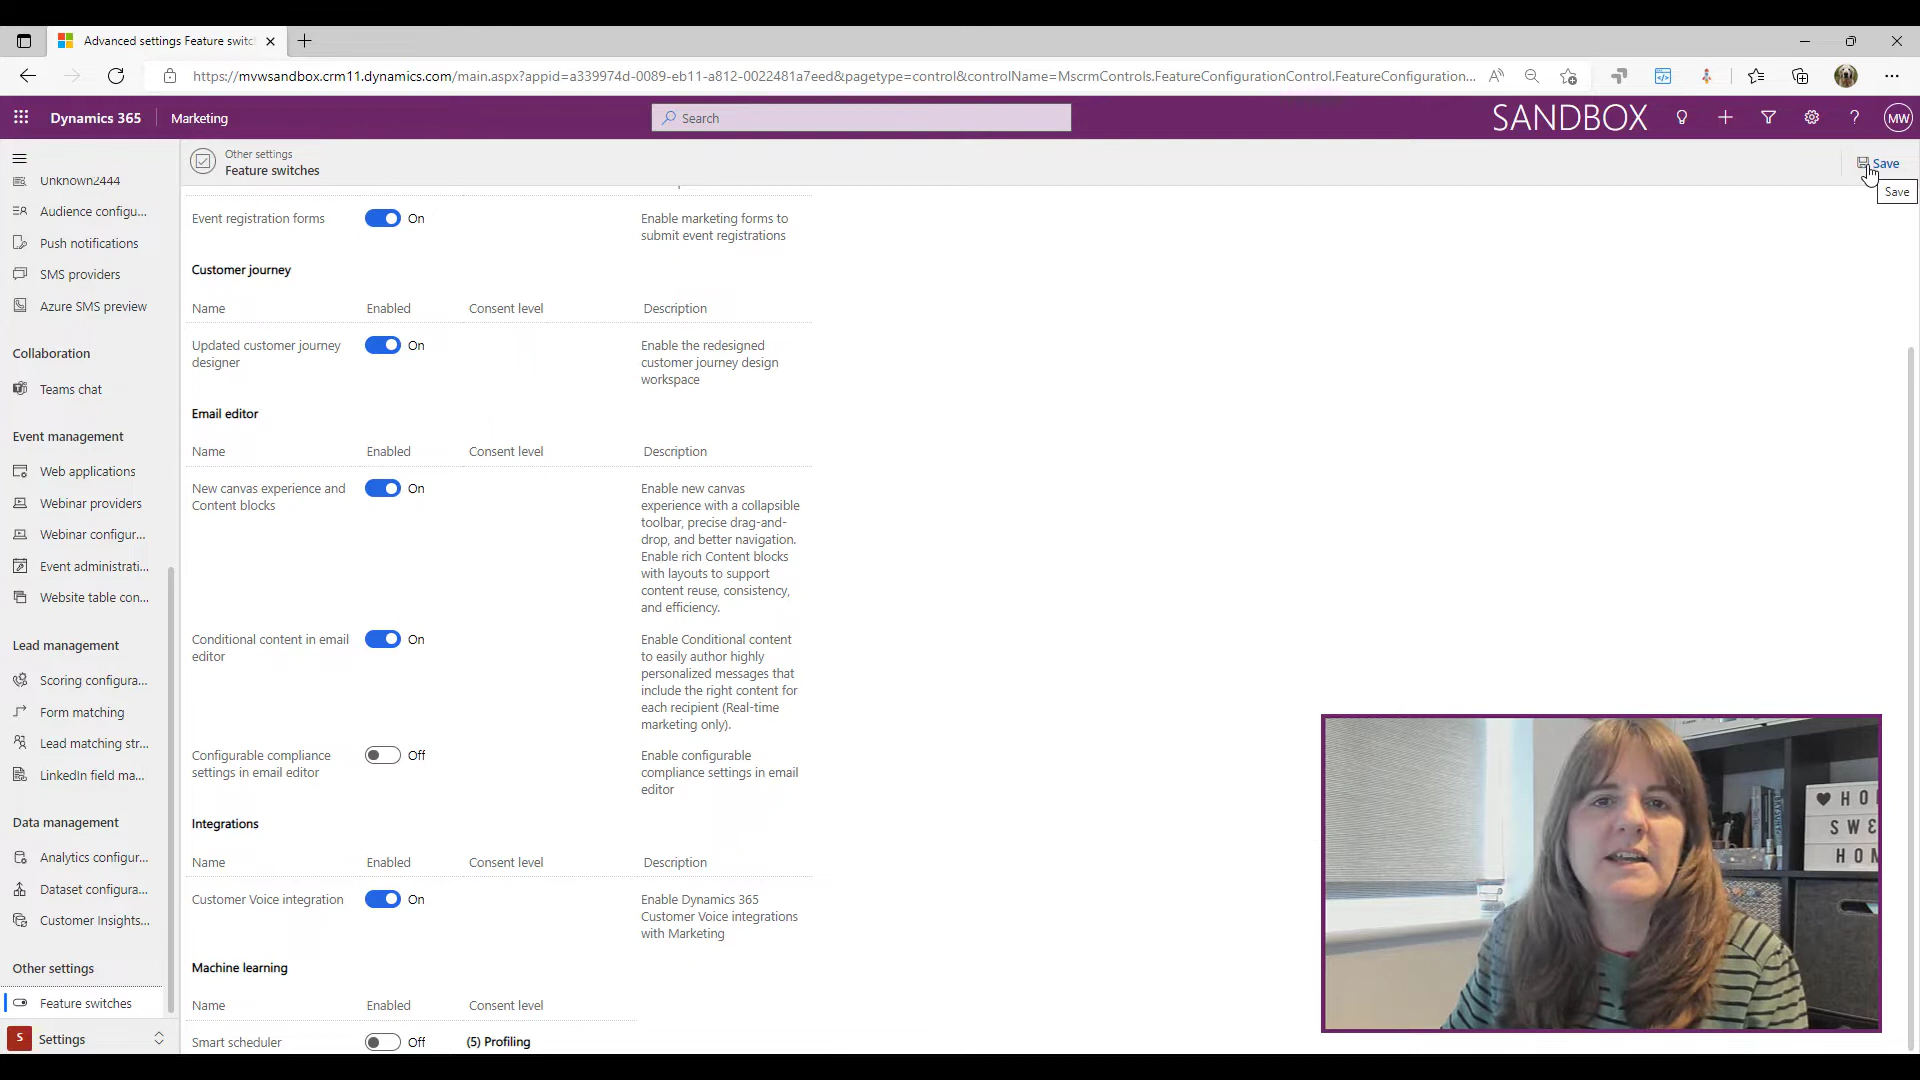 Advanced settings Feature switc
https://mvwsandbox.crm11.dynamics.com/main.aspx?appid=a339974d-0089-eb11-a812-0022481a7eed&pagetype=control&controlName=MscrmControls.FeatureConfigurationControl.FeatureConfiguration...
Dynamics 365
Marketing
Search
SANDBOX
MW
Other settings
Feature switches
Save
Save
Unknown2444
Audience configu...
Push notifications
SMS providers
Azure SMS preview
Collaboration
Teams chat
Event management
Web applications
Webinar providers
Webinar configur...
Event administrati...
Website table con...
Lead management
Scoring configura...
Form matching
Lead matching str...
LinkedIn field ma...
Data management
Analytics configur...
Dataset configura...
Customer Insights...
Other settings
Feature switches
S Settings
Event registration forms On Enable marketing forms to
submit event registrations
Customer journey
Name Enabled Consent level Description
Updated customer journey On Enable the redesigned
designer customer journey design
workspace
Email editor
Name Enabled Consent level Description
New canvas experience and On Enable new canvas
Content blocks experience with a collapsible
toolbar, precise drag-and-
drop, and better navigation.
Enable rich Content blocks
with layouts to support
content reuse, consistency,
and efficiency.
Conditional content in email On Enable Conditional content
editor to easily author highly
personalized messages that
include the right content for
each recipient (Real-time
marketing only).
Configurable compliance Off Enable configurable
settings in email editor compliance settings in email
editor
Integrations
Name Enabled Consent level Description
Customer Voice integration On Enable Dynamics 365
Customer Voice integrations
with Marketing
Machine learning
Name Enabled Consent level
Smart scheduler Off (5) Profiling
HO
SWE
HOM